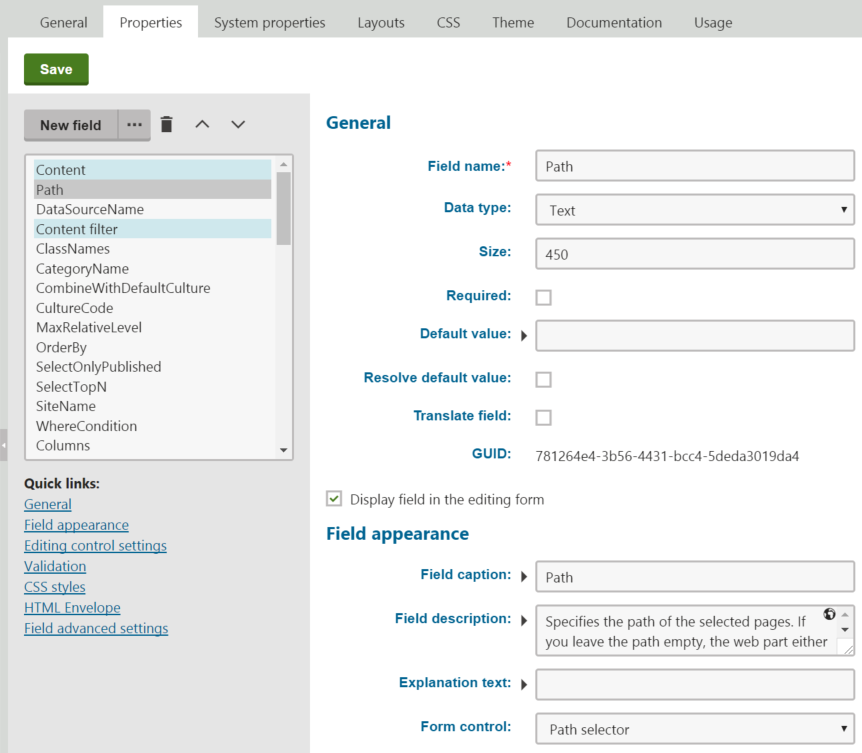 General Properties System properties Layouts CSS Theme Documentation Usage
Save
New field ...
Content
Path
DataSourceName
Content filter
ClassNames
CategoryName
CombineWithDefaultCulture
CultureCode
MaxRelativeLevel
OrderBy
SelectOnlyPublished
SelectTopN
SiteName
WhereCondition
Columns
Quick links:
General
Field appearance
Editing control settings
Validation
CSS styles
HTML Envelope
Field advanced settings
General
Field name:* Path
Data type: Text
Size: 450
Required:
Default value:
Resolve default value:
Translate field:
GUID: 781264e4-3b56-4431-bcc4-5deda3019da4
Display field in the editing form
Field appearance
Field caption: Path
Field description: Specifies the path of the selected pages. If
you leave the path empty, the web part either
Explanation text:
Form control: Path selector